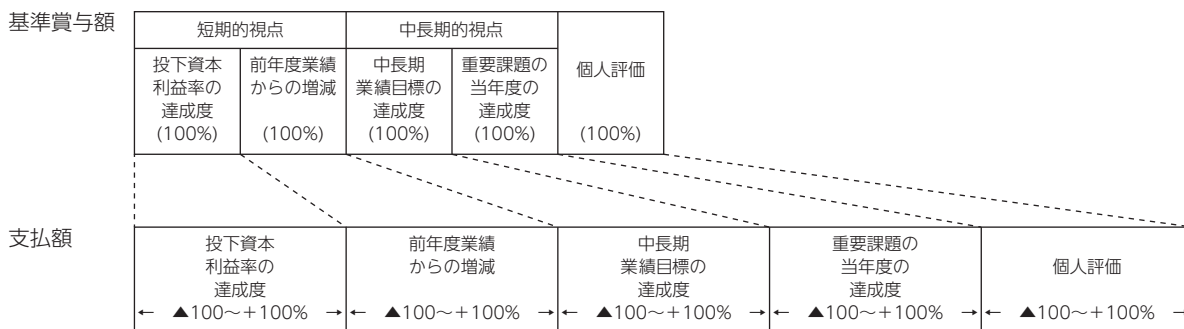 基準賞与額
短期的視点
中長期的視点
投下資本
利益率の
達成度
(100%)
前年度業績
からの増減
(100%)
中長期
業績目標の
達成度
(100%)
重要課題の
当年度の
達成度
(100%)
個人評価
(100%)
支払額
投下資本
利益率の
達成度
← ▲100～+100% →
前年度業績
からの増減
← ▲100～+100% →
中長期
業績目標の
達成度
← ▲100～+100% →
重要課題の
当年度の
達成度
← ▲100～+100% →
個人評価
← ▲100～+100% →